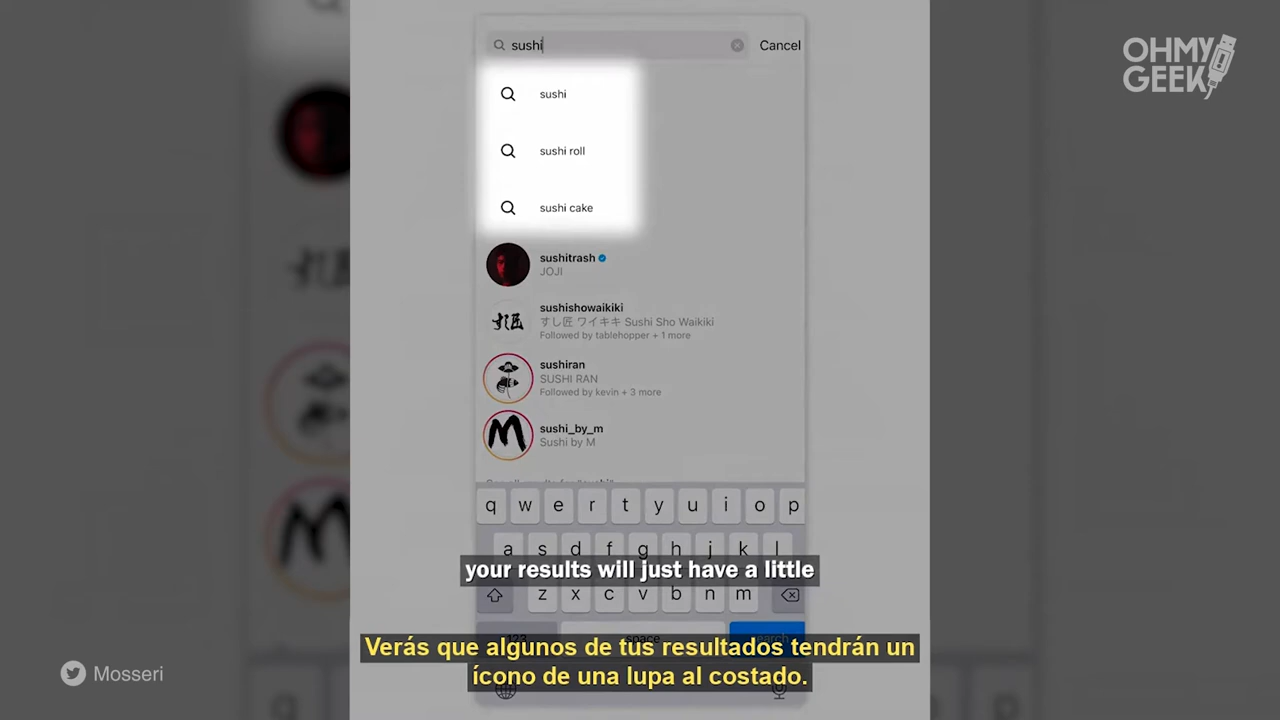 sushi
Cancel
OHMY
GEEK
sushi
sushi roll
sushi cake
sushitrash
JOJI
sushishowaikiki
すし匠 ワイキキ Sushi Sho Waikiki
Followed by tablehopper + 1 more
sushiran
SUSHI RAN
Followed by kevin + 3 more
sushi_by_m
Sushi by M
q w e r t y u i o p
a s d f g h j k l
your results will just have a little
z x c v b n m
123 space
Verás que algunos de tus resultados tendrán un
ícono de una lupa al costado.
Mosseri